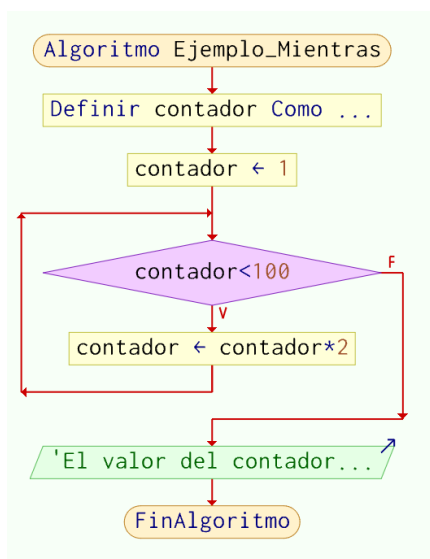 Algoritmo Ejemplo_Mientras
Definir contador Como ...
contador ← 1
contador<100
F
V
contador ← contador*2
'El valor del contador...
FinAlgoritmo